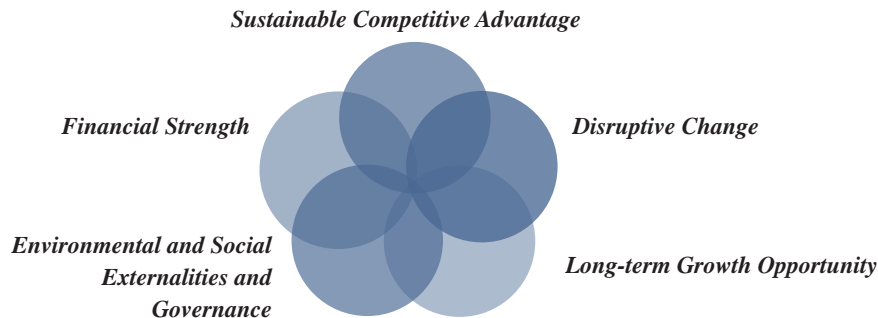 Sustainable Competitive Advantage
Financial Strength
Disruptive Change
Environmental and Social
Externalities and
Governance
Long-term Growth Opportunity